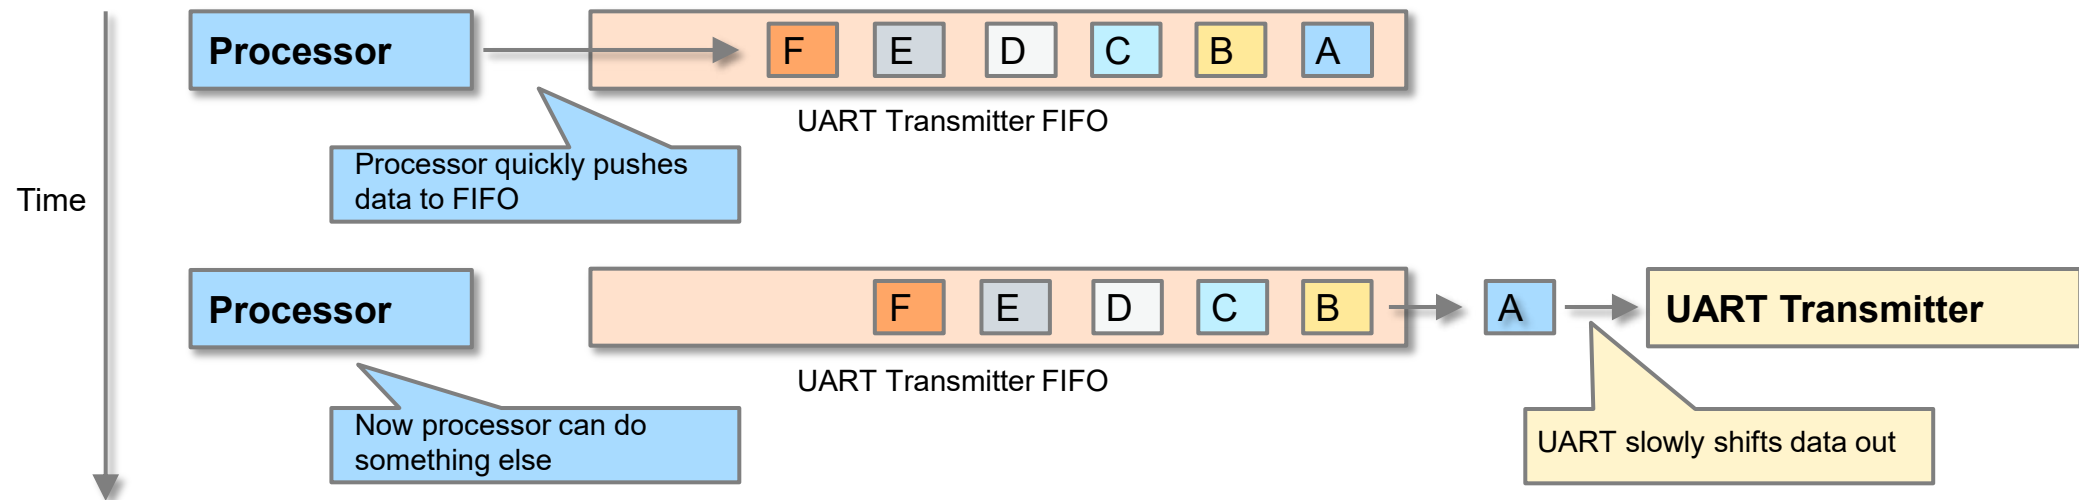 Processor
F E D C B A
UART Transmitter FIFO
Processor quickly pushes
data to FIFO
Time
Processor
F E D C B
A
UART Transmitter
UART Transmitter FIFO
Now processor can do
something else
UART slowly shifts data out